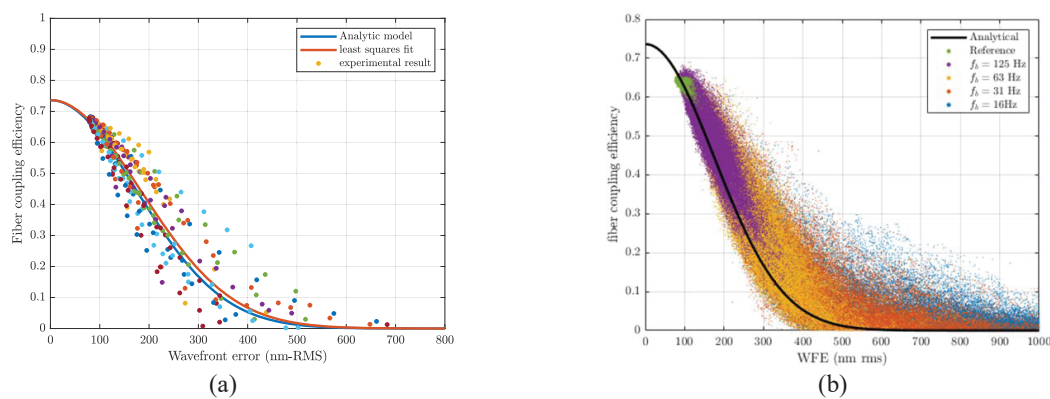 1
0.9
0.8
0.7
0.6
0.5
0.4
0.3
0.2
0.1
0
Fiber coupling efficiency
Analytic model
least squares fit
experimental result
0 100 200 300 400 500 600 700 800
Wavefront error (nm-RMS)
(a)
0.8
0.7
0.6
0.5
0.4
0.3
0.2
0.1
0
fiber coupling efficiency
Analytical
Reference
f_b = 125 Hz
f_b = 63 Hz
f_b = 31 Hz
f_b = 16Hz
0 100 200 300 400 500 600 700 800 900 1000
WFE (nm rms)
(b)